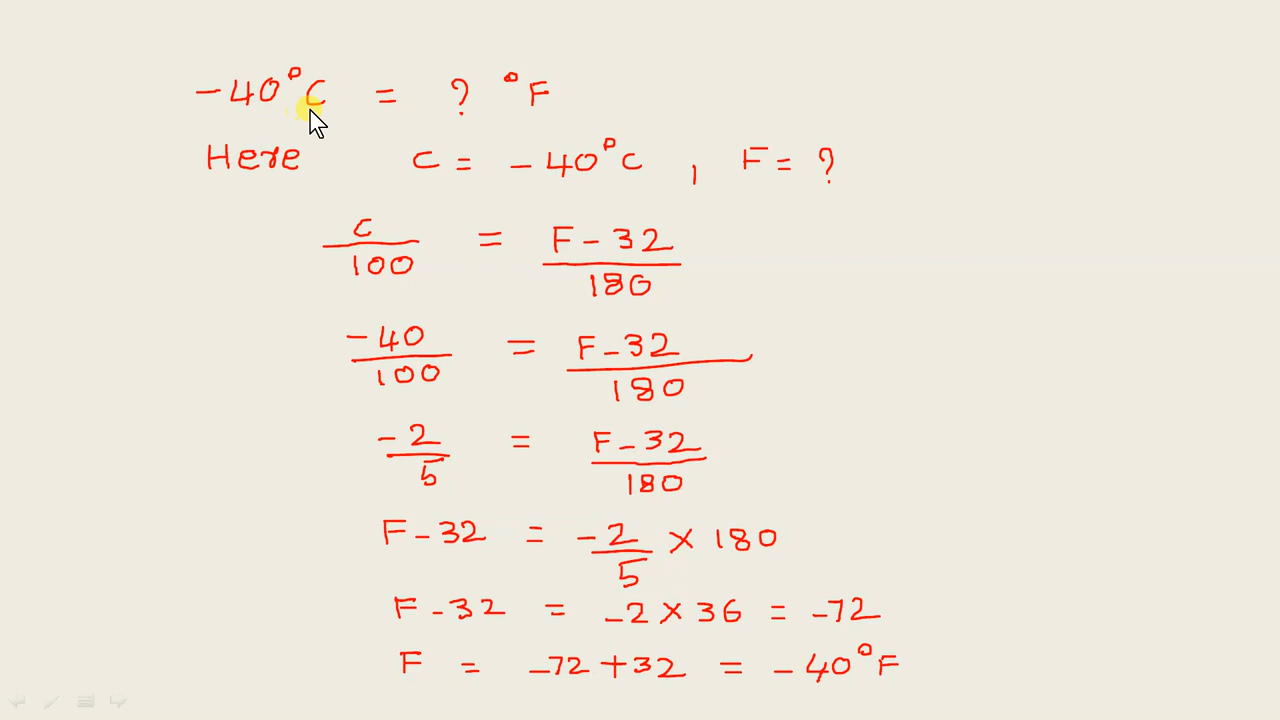 -40°C = ? °F
Here C = -40°C , F = ?
C/100 = F-32/180
-40/100 = F-32/180
-2/5 = F-32/180
F-32 = -2/5 × 180
F-32 = -2×36 = -72
F = -72+32 = -40°F